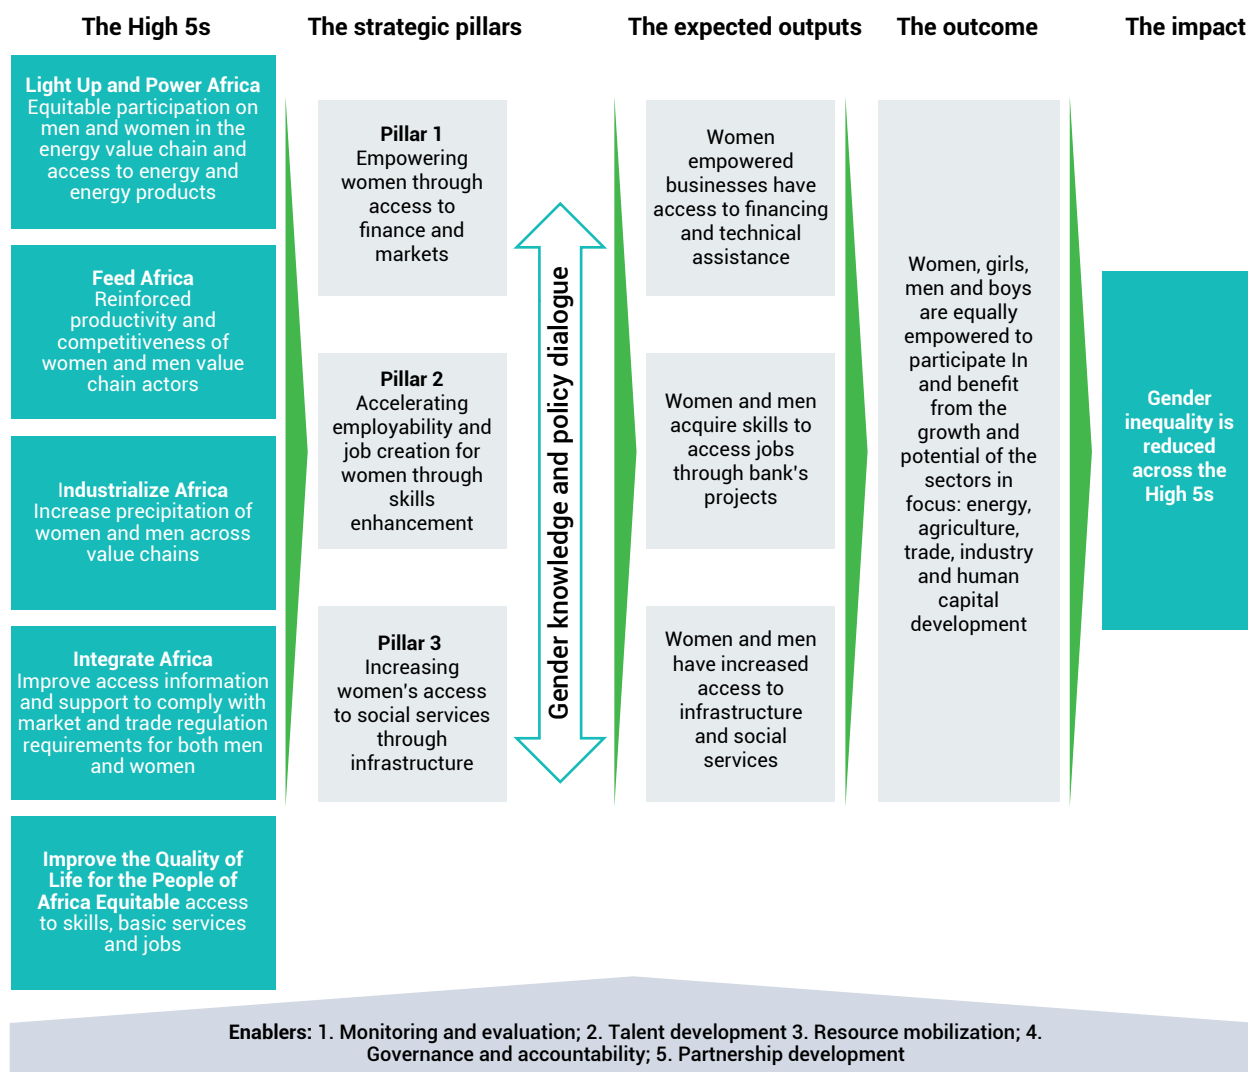 The High 5s
Light Up and Power Africa
Equitable participation on
men and women in the
energy value chain and
access to energy and
energy products
Feed Africa
Reinforced
productivity and
competitiveness of
women and men value
chain actors
Industrialize Africa
Increase precipitation of
women and men across
value chains
Integrate Africa
Improve access information
and support to comply with
market and trade regulation
requirements for both men
and women
Improve the Quality of
Life for the People of
Africa Equitable access
to skills, basic services
and jobs
The strategic pillars
Pillar 1
Empowering
women through
access to
finance and
markets
Pillar 2
Accelerating
employability and
job creation for
women through
skills
enhancement
Pillar 3
Increasing
women's access
to social services
through
infrastructure
Gender knowledge and policy dialogue
The expected outputs
Women
empowered
businesses have
access to financing
and technical
assistance
Women and men
acquire skills to
access jobs
through bank's
projects
Women and men
have increased
access to
infrastructure
and social
services
The outcome
Women, girls,
men and boys
are equally
empowered to
participate In
and benefit
from the
growth and
potential of the
sectors in
focus: energy,
agriculture,
trade, industry
and human
capital
development
The impact
Gender
inequality is
reduced
across the
High 5s
Enablers: 1. Monitoring and evaluation; 2. Talent development 3. Resource mobilization; 4.
Governance and accountability; 5. Partnership development